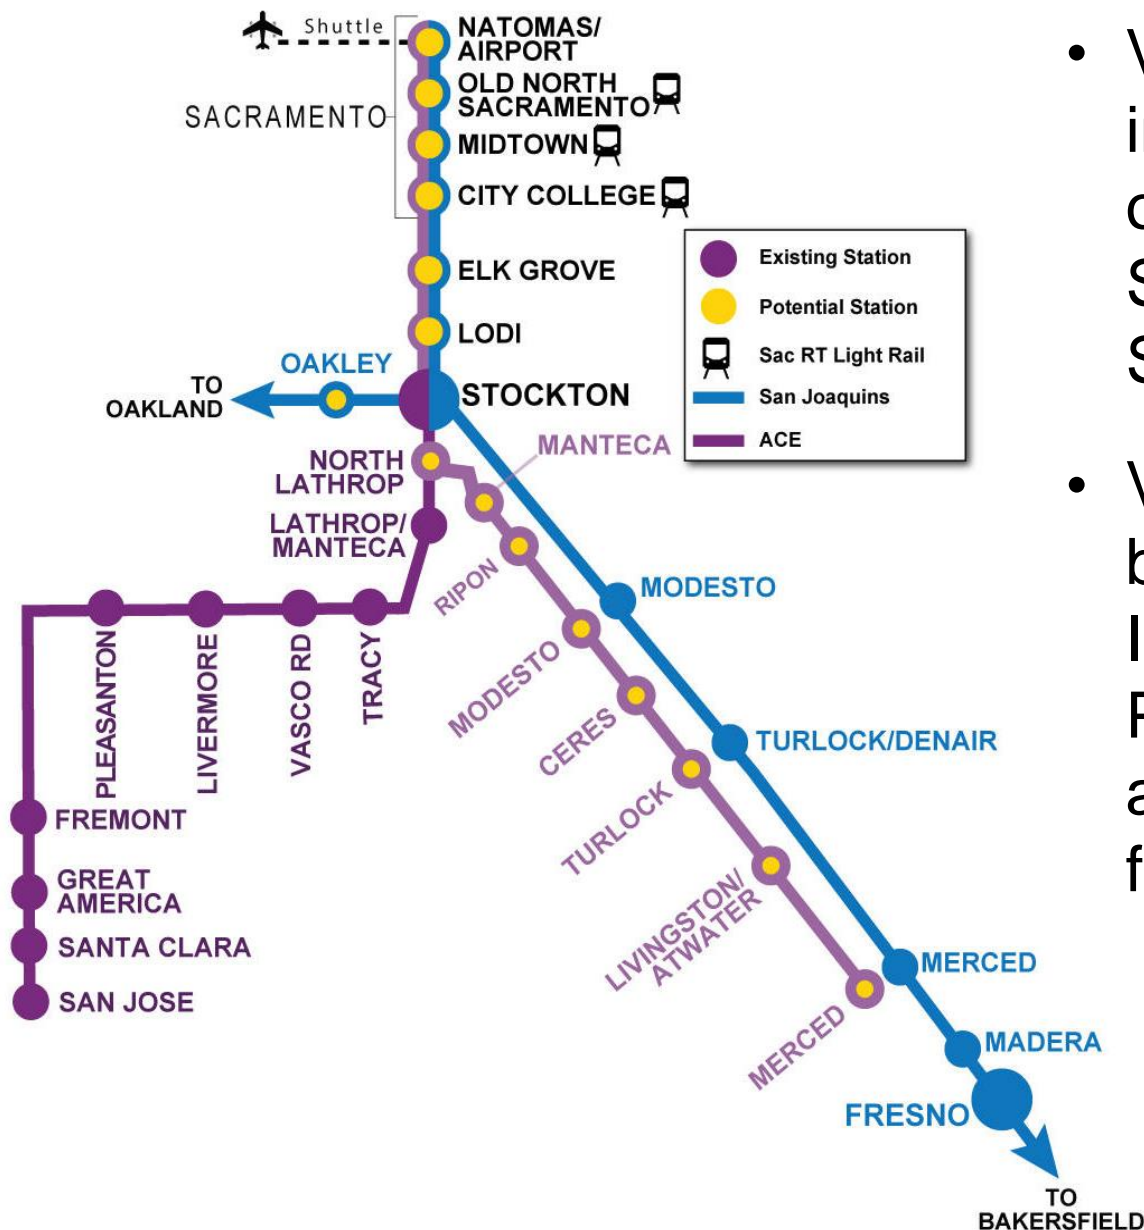 Shuttle
NATOMAS/
AIRPORT
OLD NORTH
SACRAMENTO
SACRAMENTO
MIDTOWN
CITY COLLEGE
ELK GROVE
LODI
Existing Station
Potential Station
Sac RT Light Rail
San Joaquins
ACE
OAKLEY
TO
OAKLAND
STOCKTON
MANTECA
NORTH
LATHROP
LATHROP/
MANTECA
RIPON
MODESTO
MODESTO
PLEASANTON
LIVERMORE
VASCO RD
TRACY
CERES
TURLOCK/DENAIR
TURLOCK
FREMONT
GREAT
AMERICA
LIVINGSTON/
ATWATER
SANTA CLARA
SAN JOSE
MERCED
MERCED
MADERA
FRESNO
TO
BAKERSFIELD